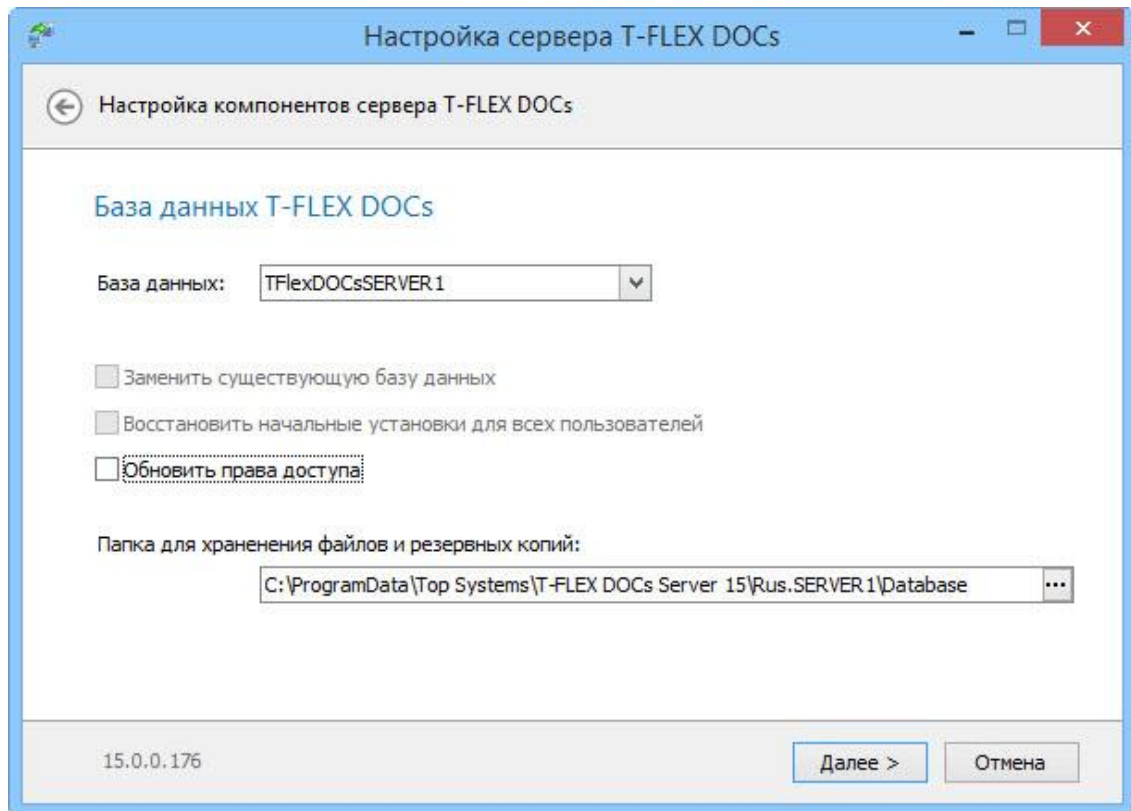 Настройка сервера T-FLEX DOCs
Настройка компонентов сервера T-FLEX DOCs
База данных T-FLEX DOCs
База данных: TFlexDOCsSERVER1
Заменить существующую базу данных
Восстановить начальные установки для всех пользователей
Обновить права доступа
Папка для храненения файлов и резервных копий:
C:\ProgramData\Top Systems\T-FLEX DOCs Server 15\Rus.SERVER1\Database ...
15.0.0.176 Далее > Отмена